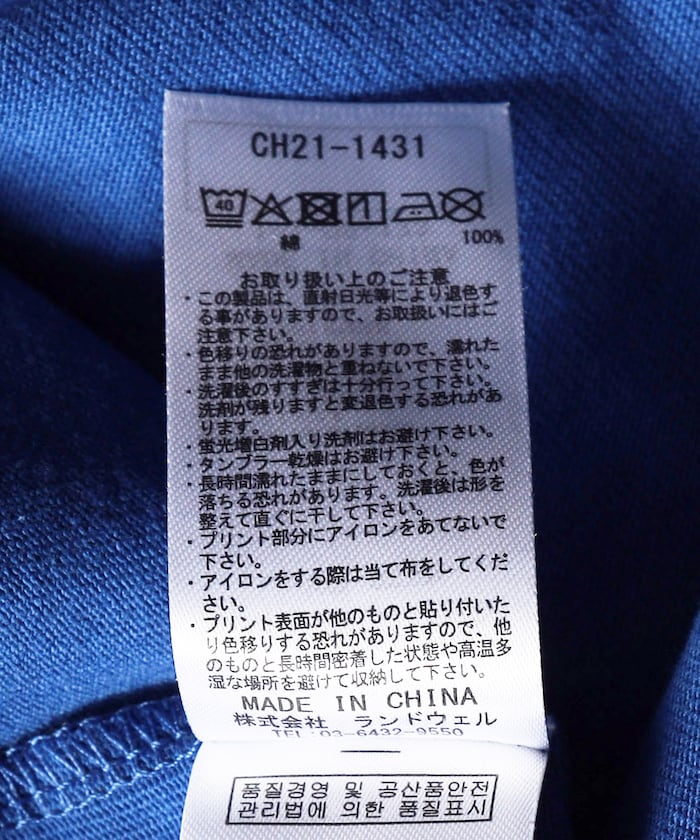 CH21-1431
40
綿 100%
お取り扱い上のご注意
・この製品は、直射日光等により退色す
る事がありますので、お取扱いにはご
注意下さい。
・色移りの恐れがありますので、濡れた
まま他の洗濯物と重ねないで下さい。
・洗濯後のすすぎは十分行って下さい。
洗剤が残りますと変退色する恐れがあ
ります。
・蛍光増白剤入り洗剤はお避け下さい。
・タンブラー乾燥はお避け下さい。
・長時間濡れたままにしておくと、色が
落ちる恐れがあります。洗濯後は形を
整えて直ぐに干して下さい。
・プリント部分にアイロンをあてないで
下さい。
・アイロンをする際は当て布をしてくだ
さい。
・プリント表面が他のものと貼り付いた
り色移りする恐れがありますので、他
のものと長時間密着した状態や高温多
湿な場所を避けて収納して下さい。
MADE IN CHINA
株式会社 ランドウェル
TEL:03-6432-9550
품질경영 및 공산품안전
관리법에 의한 품질표시